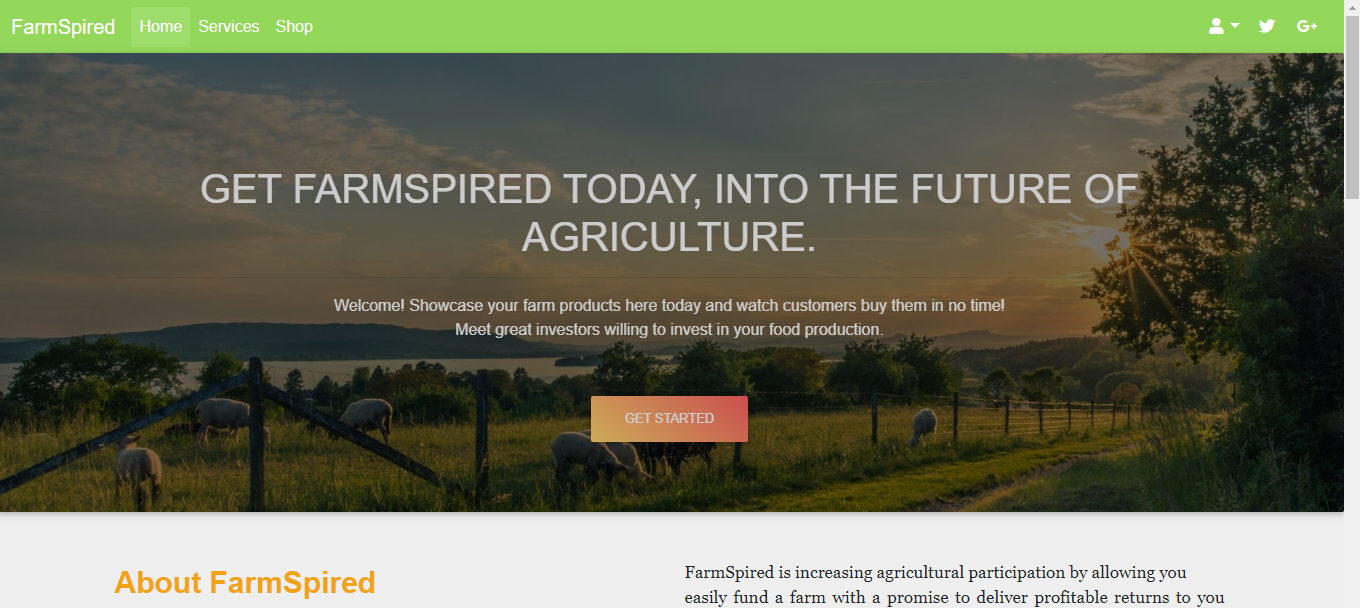 FarmSpired Home Services Shop G+
GET FARMSPIRED TODAY, INTO THE FUTURE OF
AGRICULTURE.
Welcome! Showcase your farm products here today and watch customers buy them in no time!
Meet great investors willing to invest in your food production.
GET STARTED
About FarmSpired
FarmSpired is increasing agricultural participation by allowing you
easily fund a farm with a promise to deliver profitable returns to you